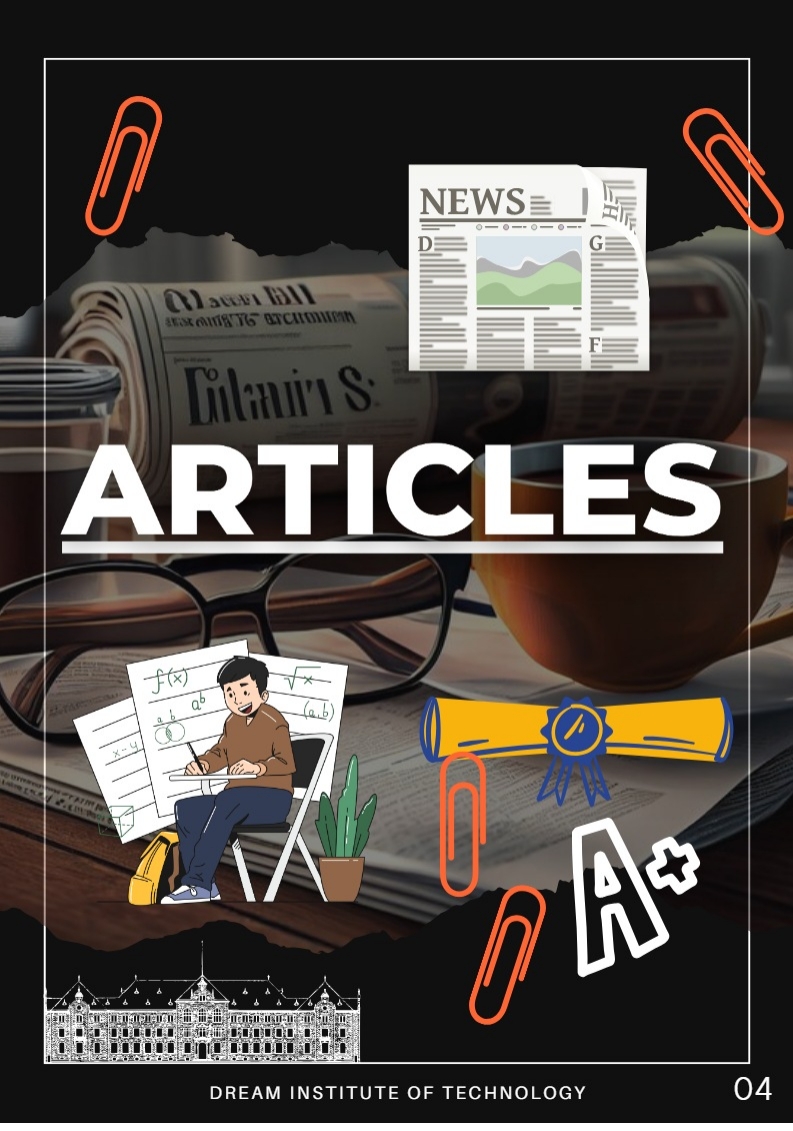 NEWS
D
G
F
ARTICLES
f(x)
√x
a^b
(a,b)
a b
x-y
A+
DREAM INSTITUTE OF TECHNOLOGY
04